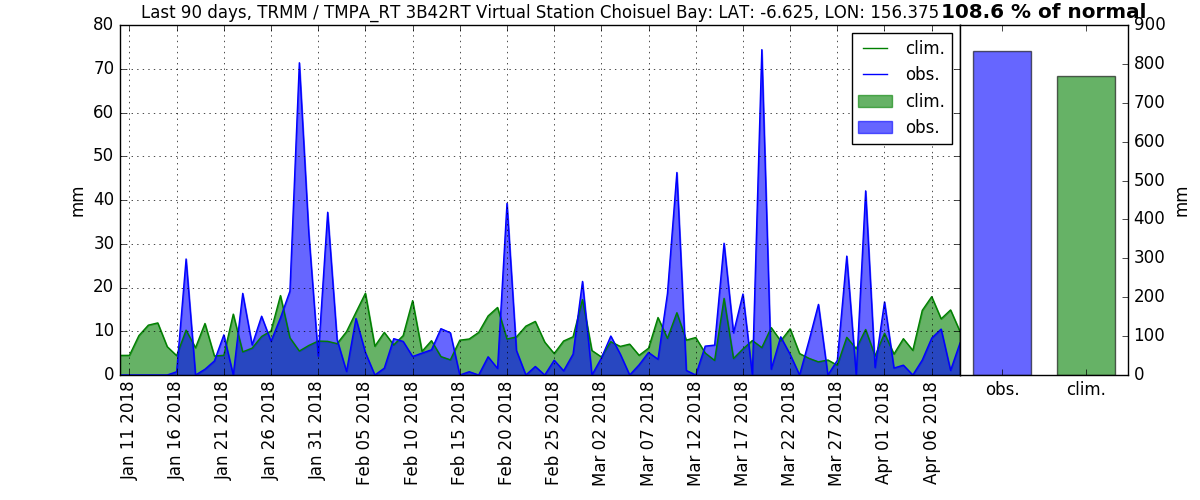 Last 90 days, TRMM / TMPA_RT 3B42RT Virtual Station Choisuel Bay: LAT: -6.625, LON: 156.375
108.6 % of normal
80
70
60
50
40
30
20
10
0
mm
clim.
obs.
clim.
obs.
Jan 11 2018
Jan 16 2018
Jan 21 2018
Jan 26 2018
Jan 31 2018
Feb 05 2018
Feb 10 2018
Feb 15 2018
Feb 20 2018
Feb 25 2018
Mar 02 2018
Mar 07 2018
Mar 12 2018
Mar 17 2018
Mar 22 2018
Mar 27 2018
Apr 01 2018
Apr 06 2018
900
800
700
600
500
400
300
200
100
0
mm
obs.
clim.